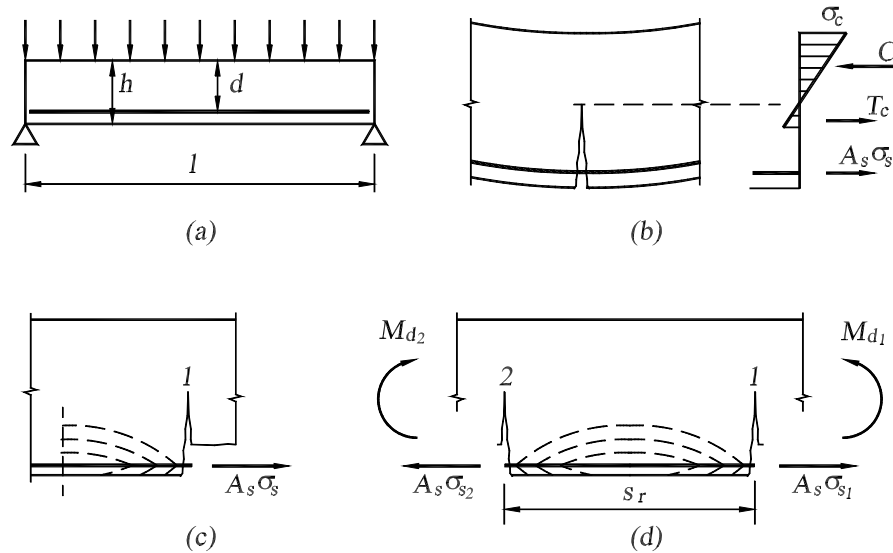 h
d
l
(a)
σc
C
Tc
Asσs
(b)
1
Asσs
(c)
Md2
Md1
2
1
Asσs2
Asσs1
sr
(d)